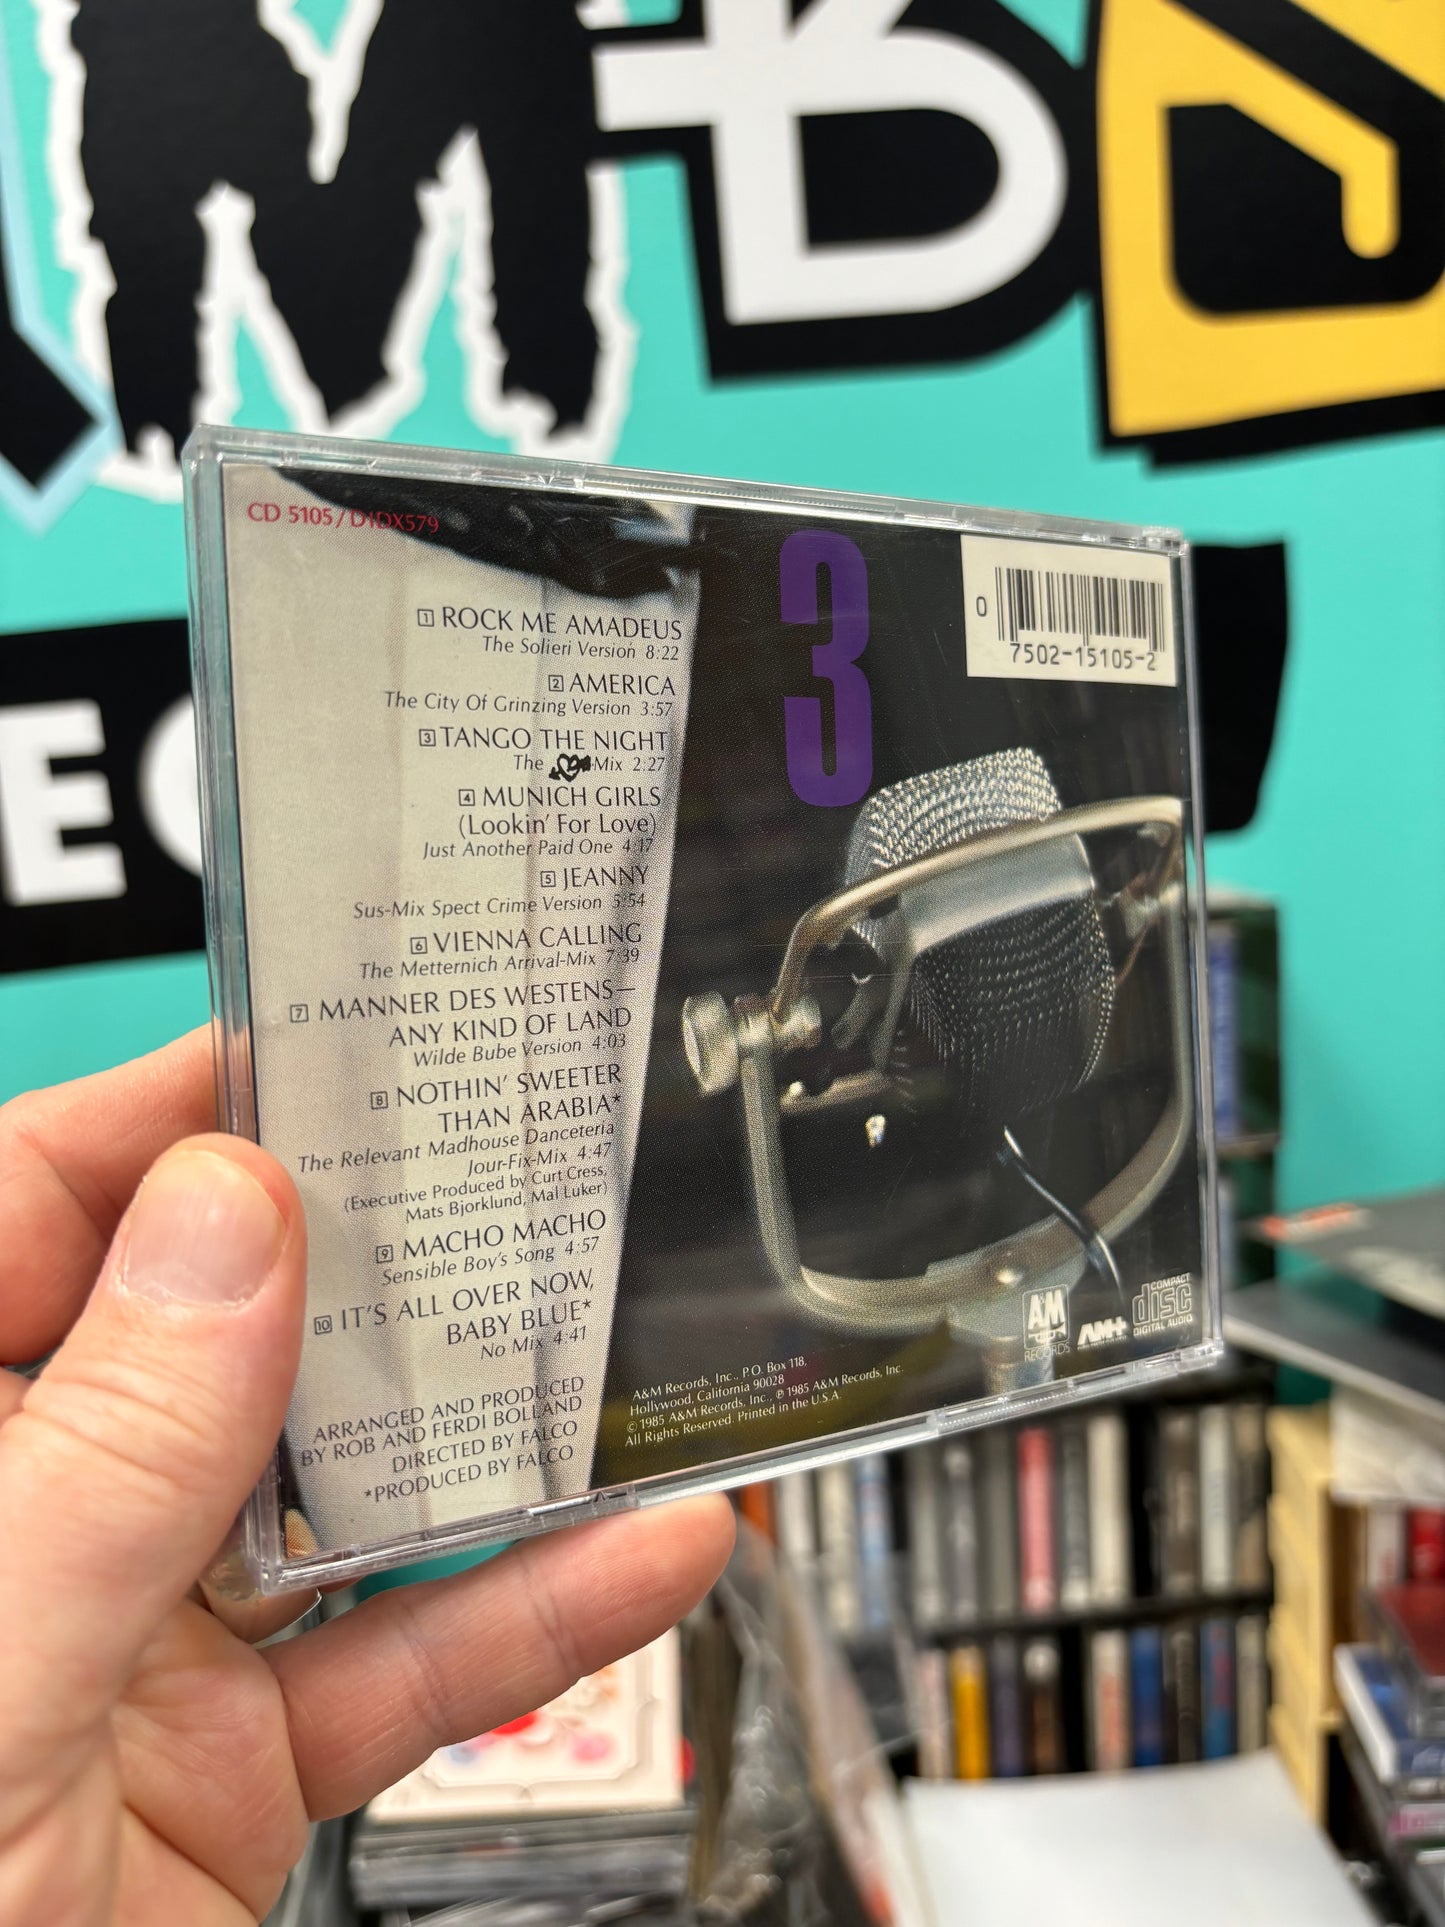 MBS
EC
CD 5105/DIDX579
3
0
7502-15105-2
1 ROCK ME AMADEUS
The Solieri Version 8:22
2 AMERICA
The City Of Grinzing Version 3:57
3 TANGO THE NIGHT
The -Mix 2:27
4 MUNICH GIRLS
(Lookin' For Love)
Just Another Paid One 4:17
5 JEANNY
Sus-Mix Spect Crime Version 5:54
6 VIENNA CALLING
The Metternich Arrival-Mix 7:39
7 MANNER DES WESTENS—
ANY KIND OF LAND
Wilde Bube Version 4:03
8 NOTHIN' SWEETER
THAN ARABIA*
The Relevant Madhouse Danceteria
Jour-Fix-Mix 4:47
(Executive Produced by Curt Cress,
Mats Bjorklund, Mal Luker)
9 MACHO MACHO
Sensible Boy's Song 4:57
10 IT'S ALL OVER NOW,
BABY BLUE*
No Mix 4:41
ARRANGED AND PRODUCED
BY ROB AND FERDI BOLLAND
DIRECTED BY FALCO
*PRODUCED BY FALCO
A&M Records, Inc., P.O. Box 118,
Hollywood, California 90028
© 1985 A&M Records, Inc., ℗ 1985 A&M Records, Inc.
All Rights Reserved. Printed in the U.S.A.
A&M
RECORDS
AM+
COMPACT
disc
DIGITAL AUDIO